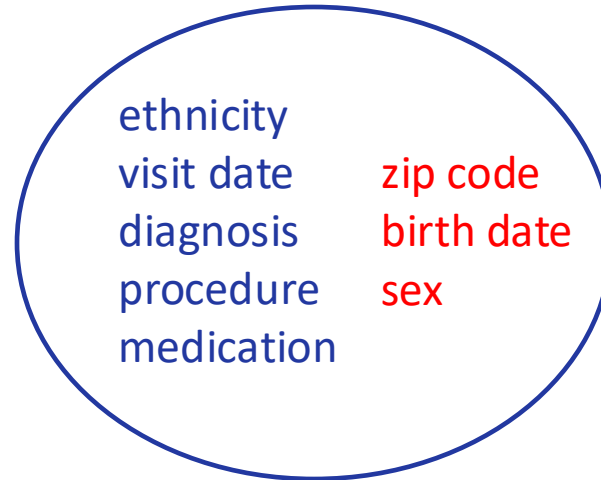 ethnicity
visit date
diagnosis
procedure
medication
zip code
birth date
sex